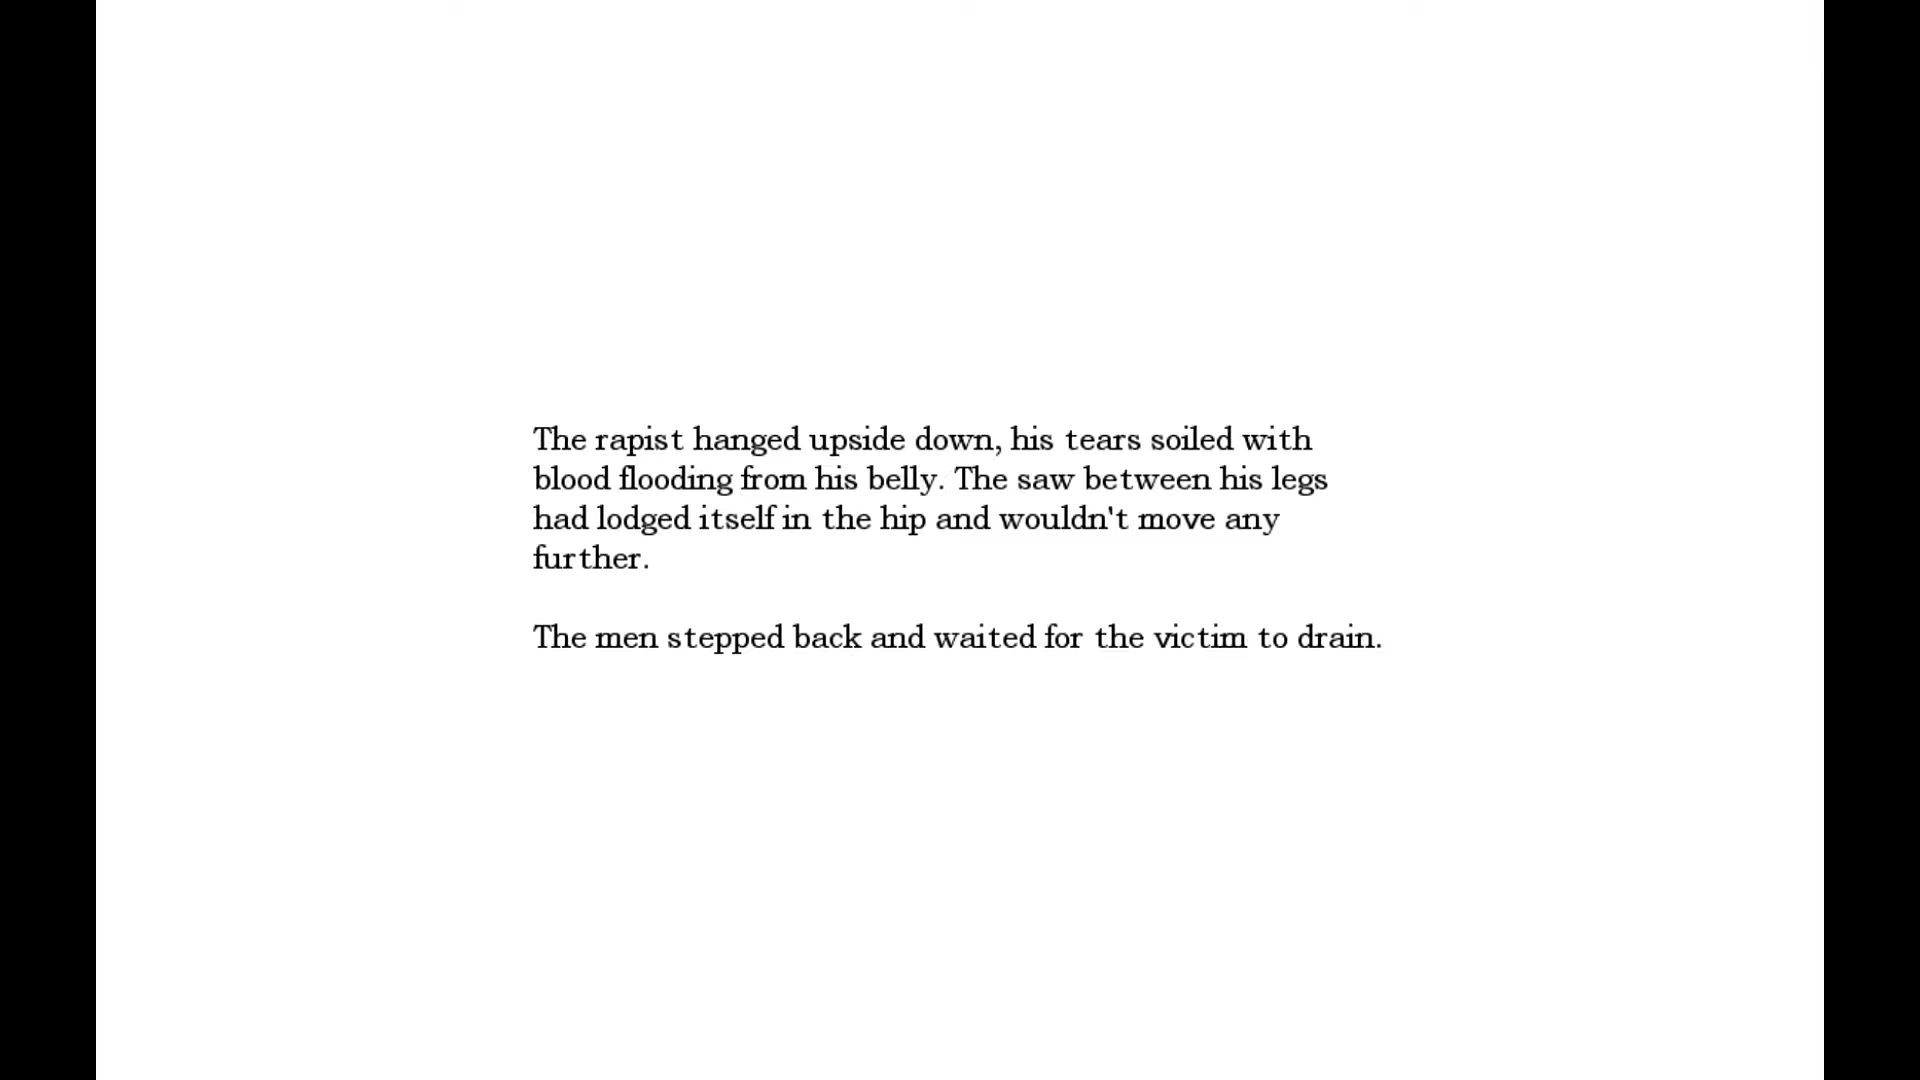 The rapist hanged upside down, his tears soiled with
blood flooding from his belly. The saw between his legs
had lodged itself in the hip and wouldn't move any
further.
The men stepped back and waited for the victim to drain.